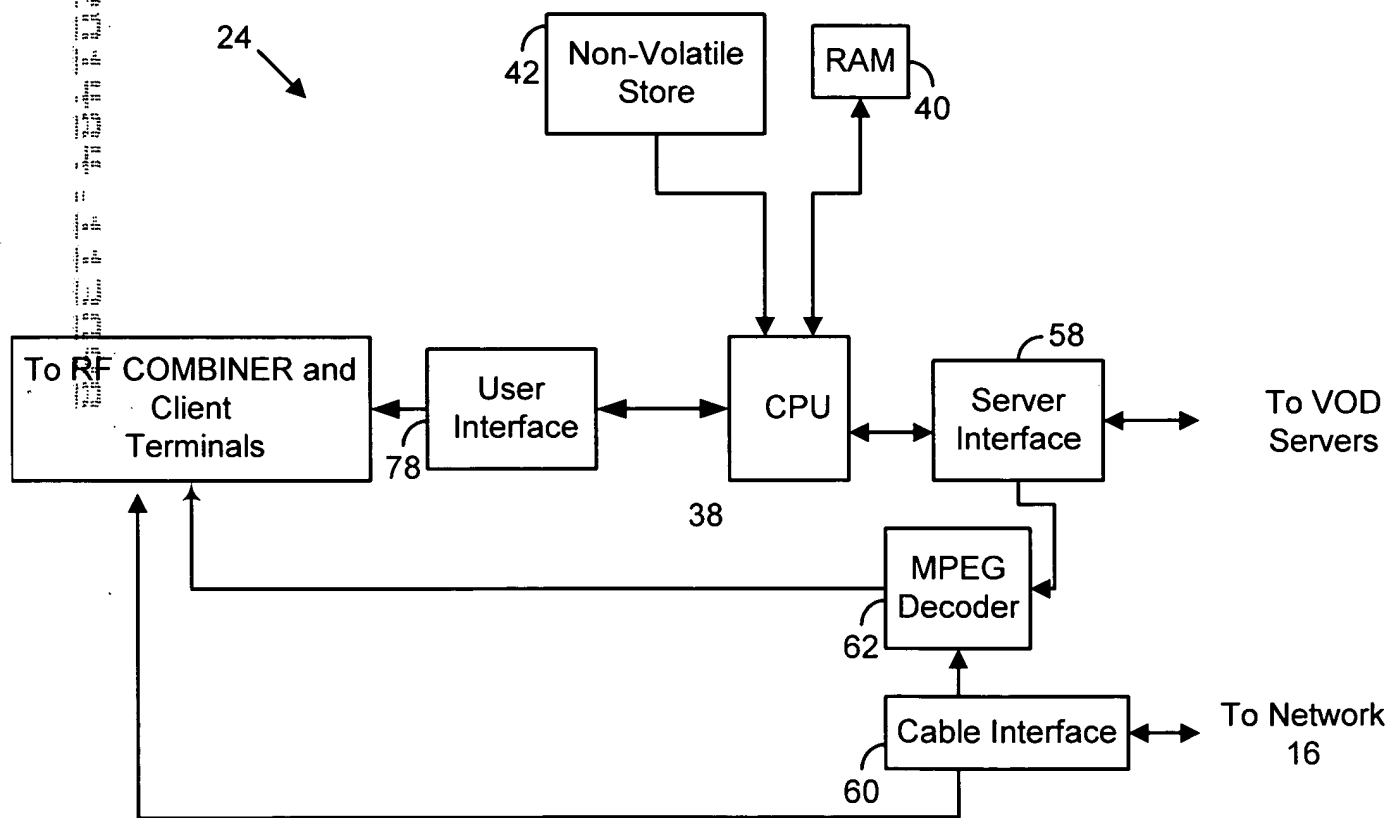 24
42
Non-Volatile
Store
RAM
40
58
To RF COMBINER and
Client
Terminals
78
User
Interface
CPU
38
Server
Interface
To VOD
Servers
MPEG
Decoder
62
Cable Interface
60
To Network
16